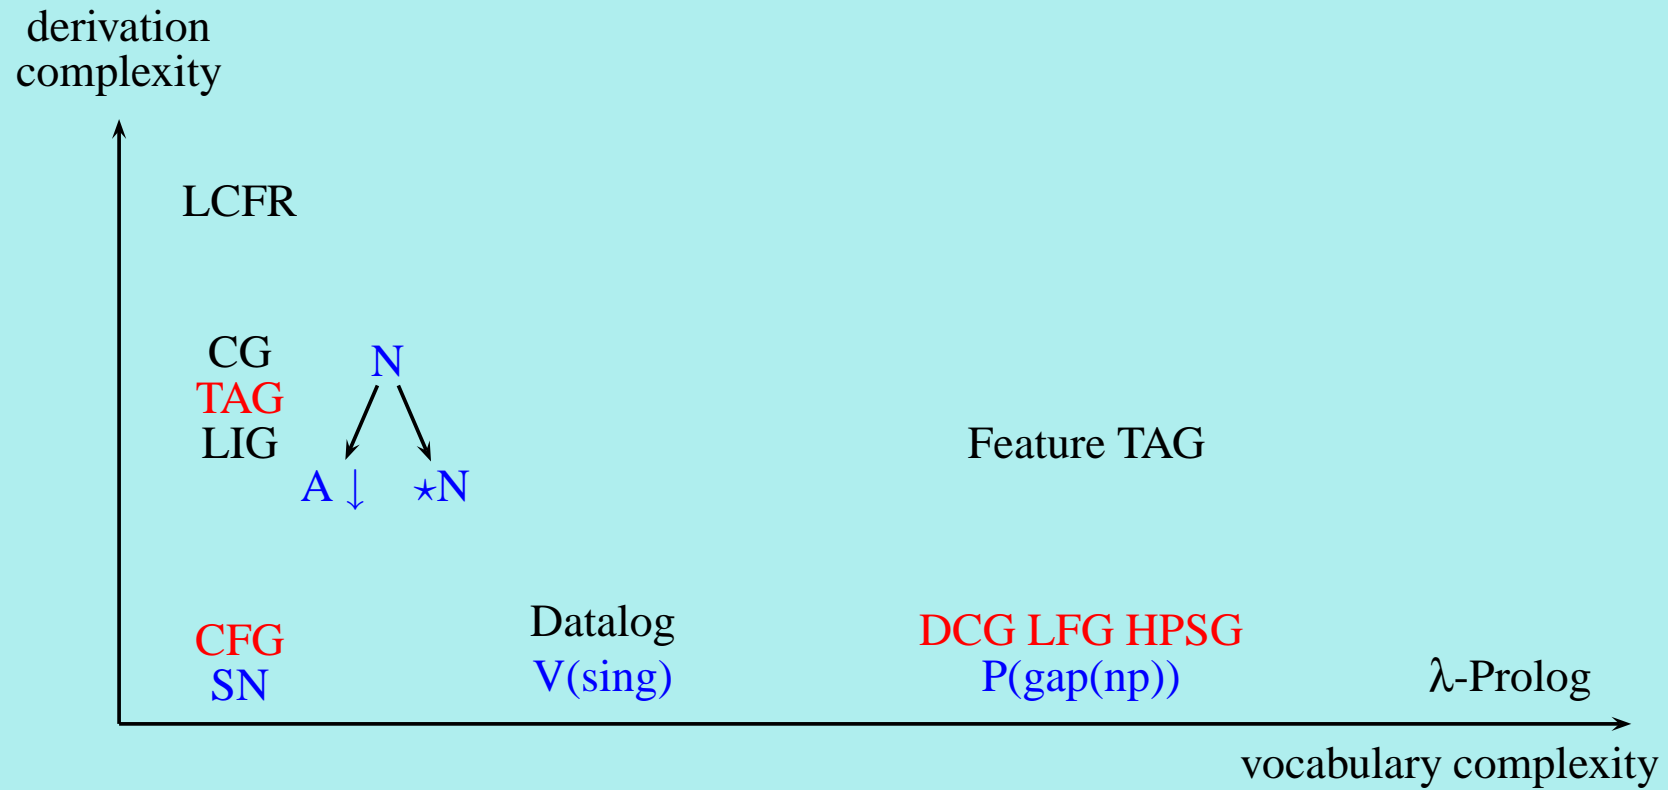 derivation
complexity
LCFR
CG
TAG
LIG
N
A ↓ ⋆N
Feature TAG
CFG
SN
Datalog
V(sing)
DCG LFG HPSG
P(gap(np))
λ-Prolog
vocabulary complexity